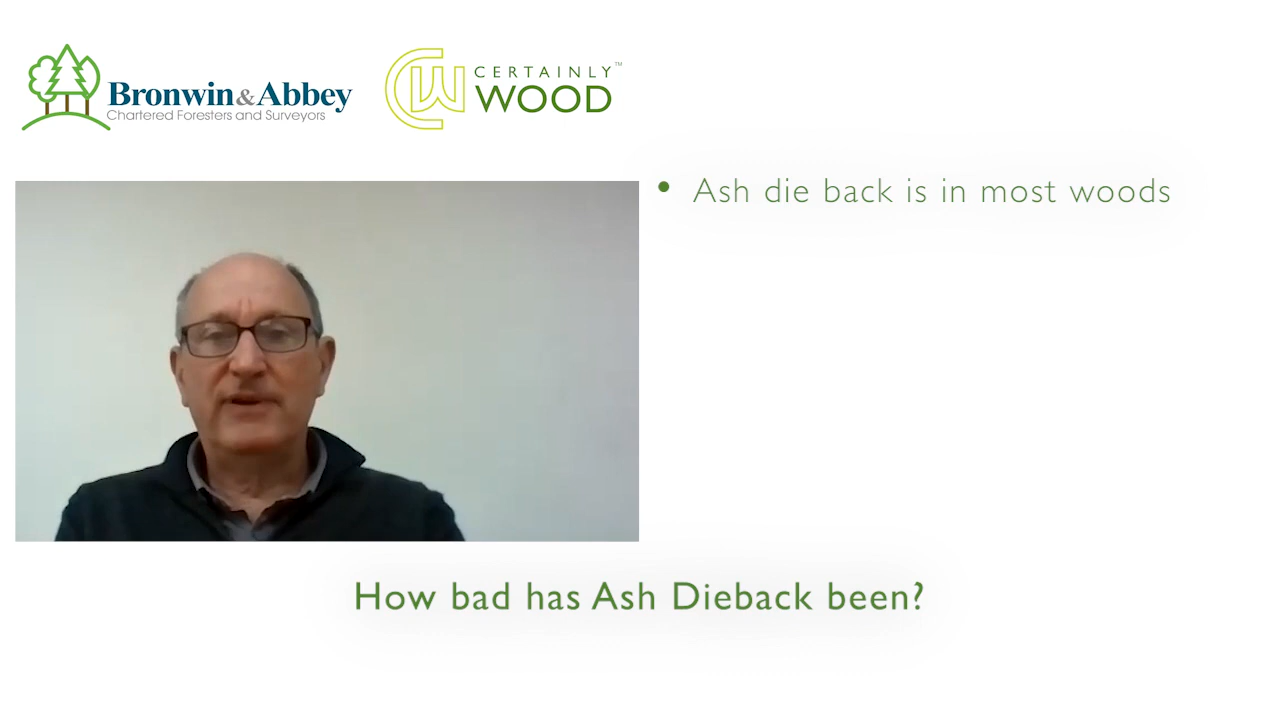 Bronwin & Abbey
Chartered Foresters and Surveyors
CERTAINLY™
WOOD
• Ash die back is in most woods
How bad has Ash Dieback been?